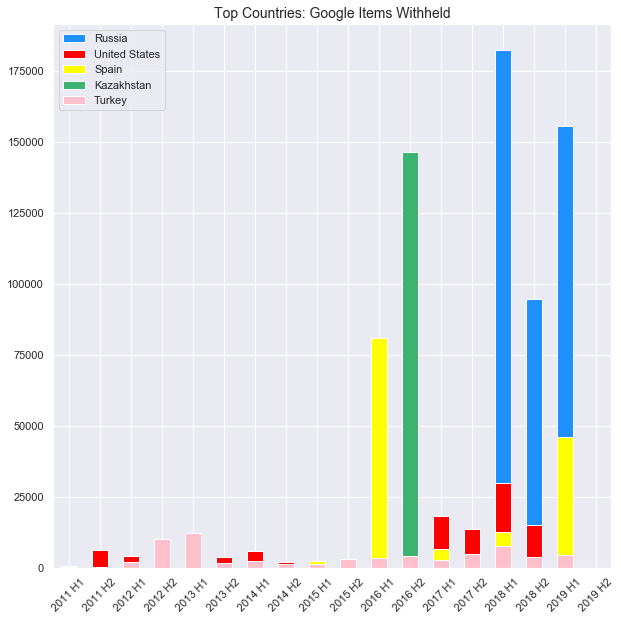 Top Countries: Google Items Withheld
Russia
United States
Spain
Kazakhstan
Turkey
175000
150000
125000
100000
75000
50000
25000
0
2011 H1
2011 H2
2012 H1
2012 H2
2013 H1
2013 H2
2014 H1
2014 H2
2015 H1
2015 H2
2016 H1
2016 H2
2017 H1
2017 H2
2018 H1
2018 H2
2019 H1
2019 H2